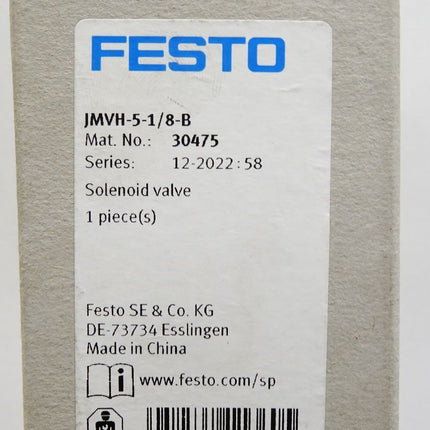 FESTO
JMVH-5-1/8-B
Mat. No.: 30475
Series: 12-2022:58
Solenoid valve
1 piece(s)
Festo SE & Co. KG
DE-73734 Esslingen
Made in China
i www.festo.com/sp